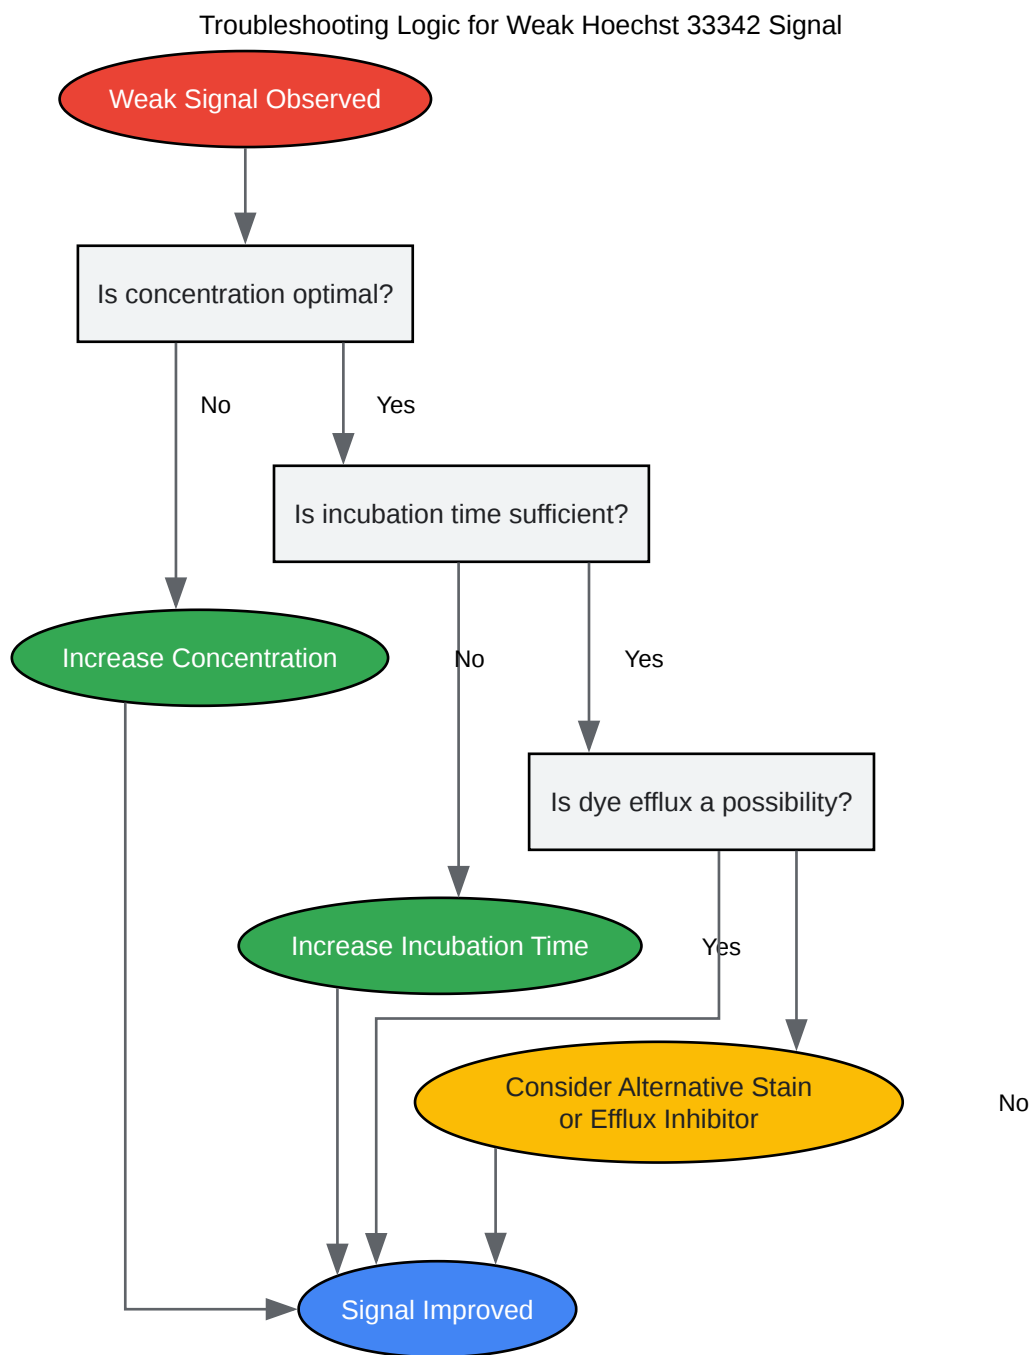 Troubleshooting Logic for Weak Hoechst 33342 Signal
Weak Signal Observed
Is concentration optimal?
No
Yes
Is incubation time sufficient?
Increase Concentration
No
Yes
Is dye efflux a possibility?
Increase Incubation Time
Yes
Consider Alternative Stain
or Efflux Inhibitor
No
Signal Improved